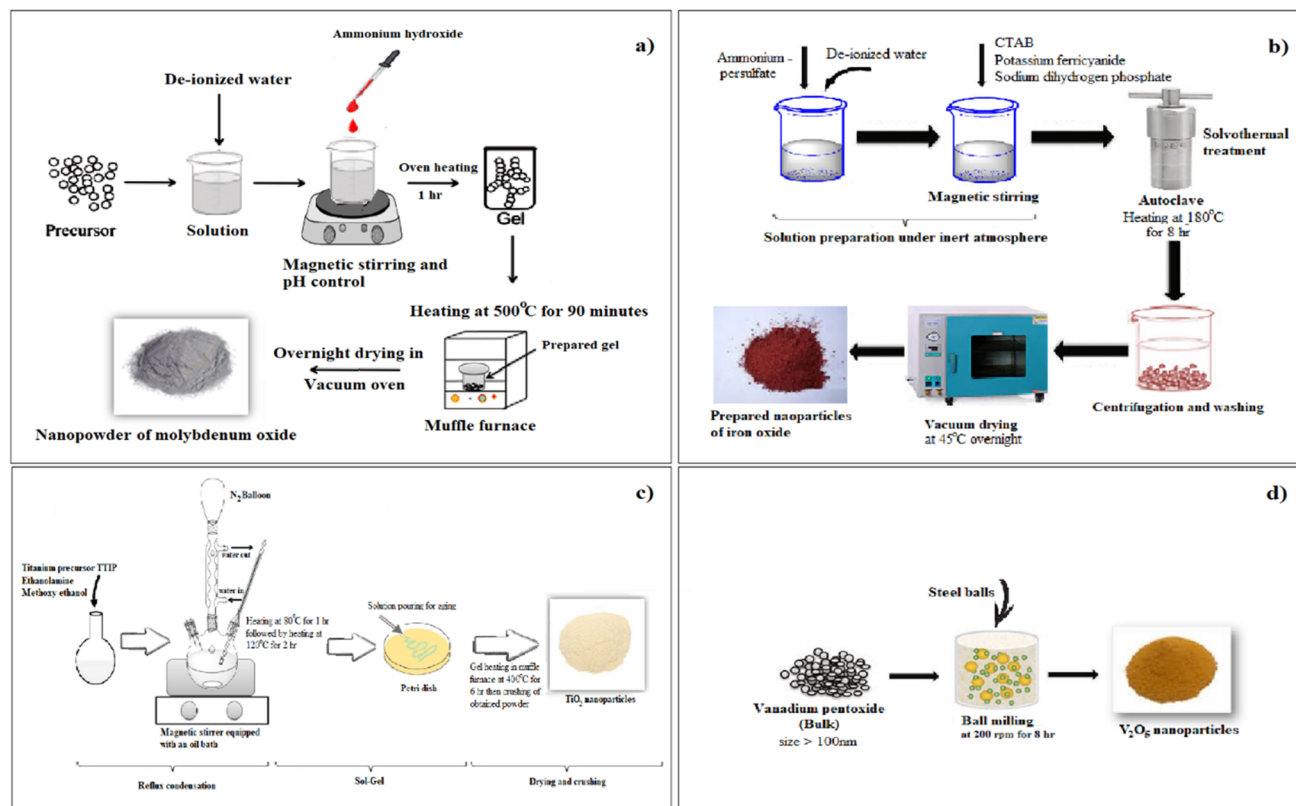 a)
Ammonium hydroxide
De-ionized water
Oven heating
1 hr
Precursor
Solution
Gel
Magnetic stirring and
pH control
Heating at 500°C for 90 minutes
Prepared gel
Overnight drying in
Vacuum oven
Muffle furnace
Nanopowder of molybdenum oxide
b)
Ammonium -
persulfate
De-ionized water
CTAB
Potassium ferricyanide
Sodium dihydrogen phosphate
Solvothermal
treatment
Magnetic stirring
Autoclave
Heating at 180°C
for 8 hr
Solution preparation under inert atmosphere
Centrifugation and washing
Vacuum drying
at 45°C overnight
Prepared naoparticles
of iron oxide
c)
N₂Balloon
water out
Titanium precursor TTIP
Ethanolamine
Methoxy ethanol
water in
Heating at 80°C for 1 hr
followed by heating at
120°C for 2 hr
Solution pouring for aging
Petri dish
Gel heating in muffle
furnace at 400°C for
6 hr then crushing of
obtained powder
TiO₂ nanoparticles
Magnetic stirrer equipped
with an oil bath
Reflux condensation
Sol-Gel
Drying and crushing
d)
Steel balls
Vanadium pentoxide
(Bulk)
size > 100nm
Ball milling
at 200 rpm for 8 hr
V₂O₅ nanoparticles